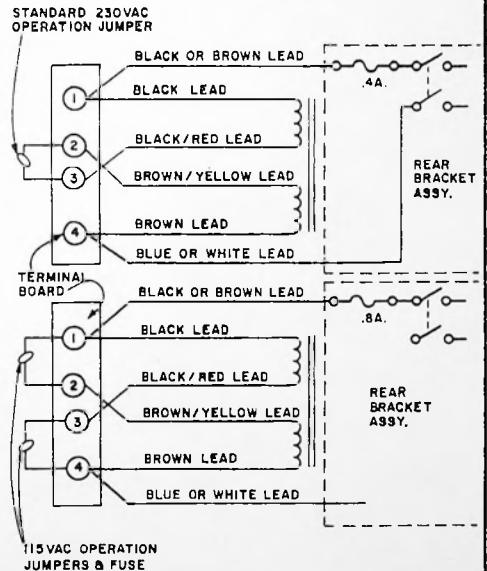 STANDARD 230VAC
OPERATION JUMPER
BLACK OR BROWN LEAD
1
BLACK LEAD
.4A.
2
BLACK/RED LEAD
3
BROWN/YELLOW LEAD
REAR
BRACKET
ASSY.
4
BROWN LEAD
BLUE OR WHITE LEAD
TERMINAL
BOARD
BLACK OR BROWN LEAD
1
BLACK LEAD
.8A.
2
BLACK/RED LEAD
3
BROWN/YELLOW LEAD
REAR
BRACKET
ASSY.
4
BROWN LEAD
BLUE OR WHITE LEAD
115VAC OPERATION
JUMPERS & FUSE